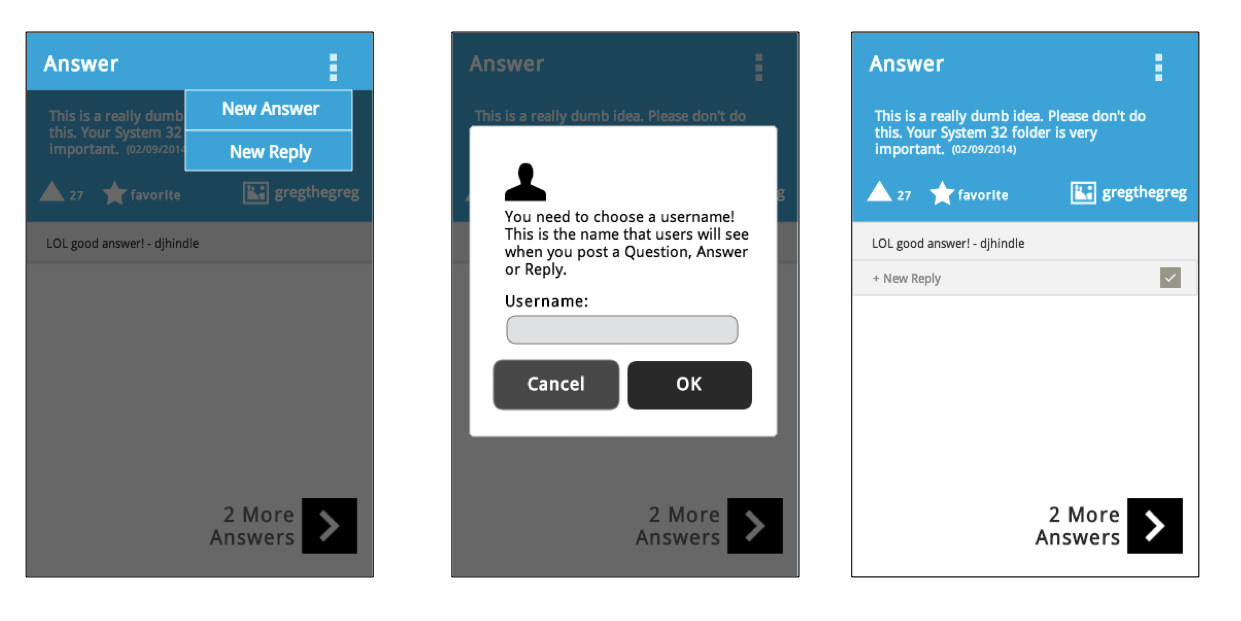 Answer
New Answer
New Reply
This is a really dumb
this. Your System 32
important. (02/09/2014
27 favorite gregthegreg
LOL good answer! - djhindle
2 More
Answers
Answer
This is a really dumb idea. Please don't do
You need to choose a username!
This is the name that users will see
when you post a Question, Answer
or Reply.
Username:
Cancel OK
2 More
Answers
Answer
This is a really dumb idea. Please don't do
this. Your System 32 folder is very
important. (02/09/2014)
27 favorite gregthegreg
LOL good answer! - djhindle
+ New Reply
2 More
Answers